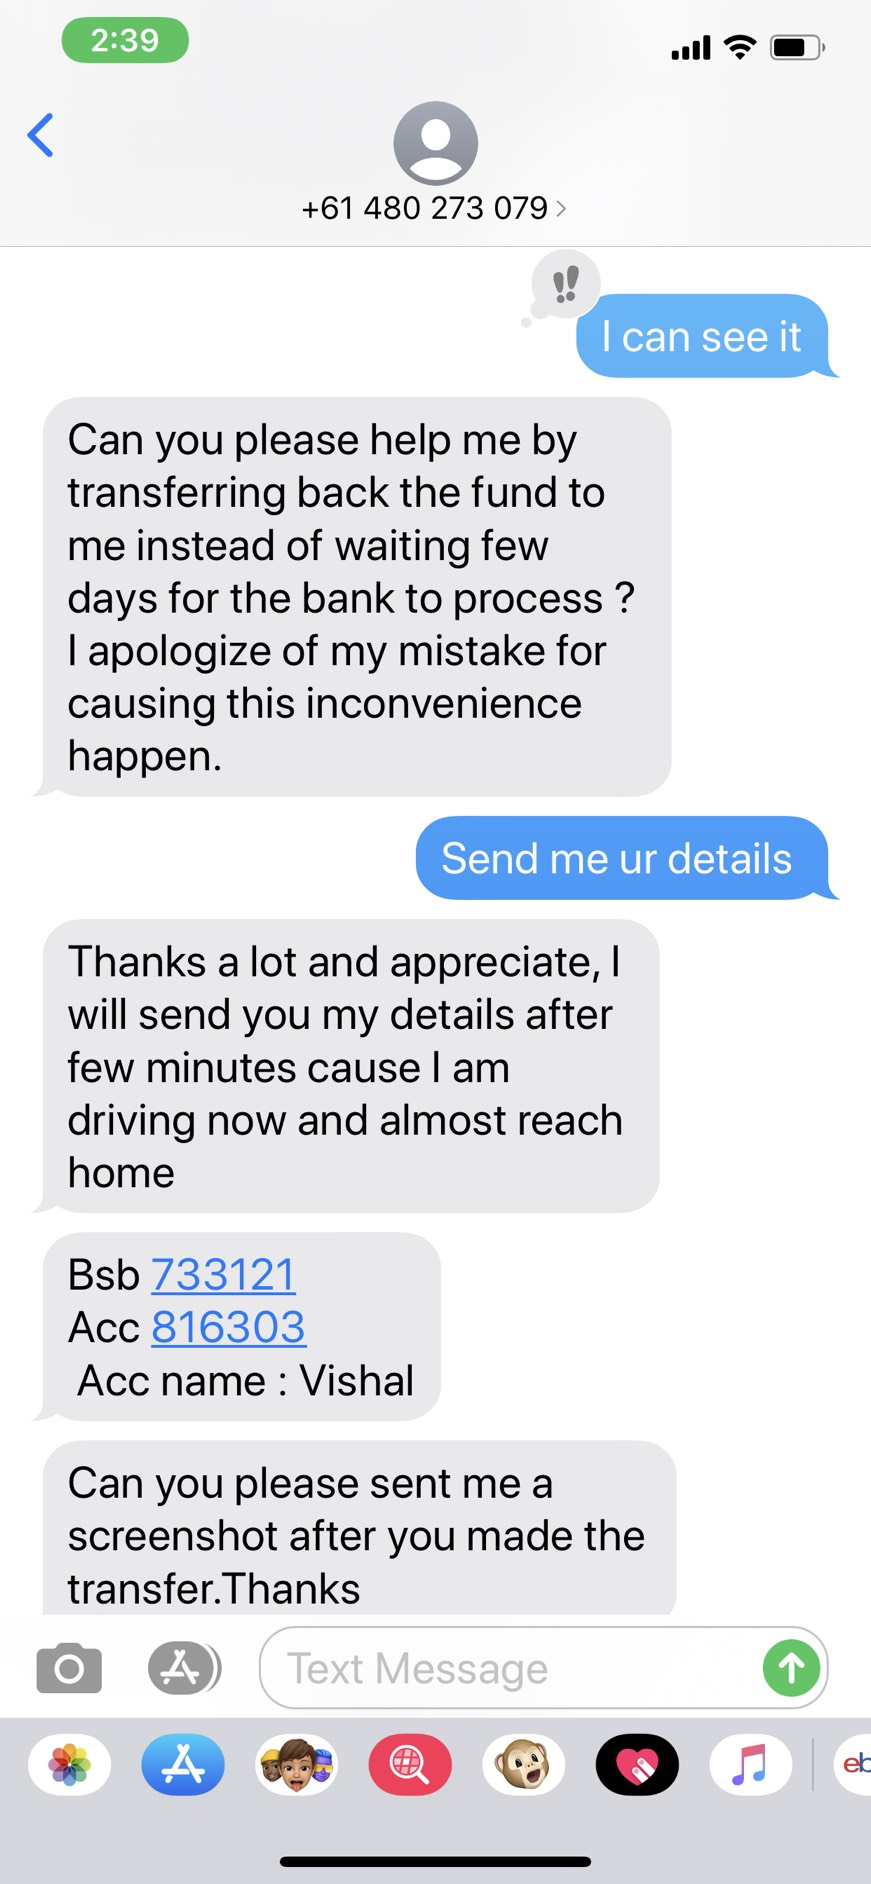 2:39
+61 480 273 079
I can see it
Can you please help me by
transferring back the fund to
me instead of waiting few
days for the bank to process ?
I apologize of my mistake for
causing this inconvenience
happen.
Send me ur details
Thanks a lot and appreciate, I
will send you my details after
few minutes cause I am
driving now and almost reach
home
Bsb 733121
Acc 816303
Acc name : Vishal
Can you please sent me a
screenshot after you made the
transfer.Thanks
Text Message
eb